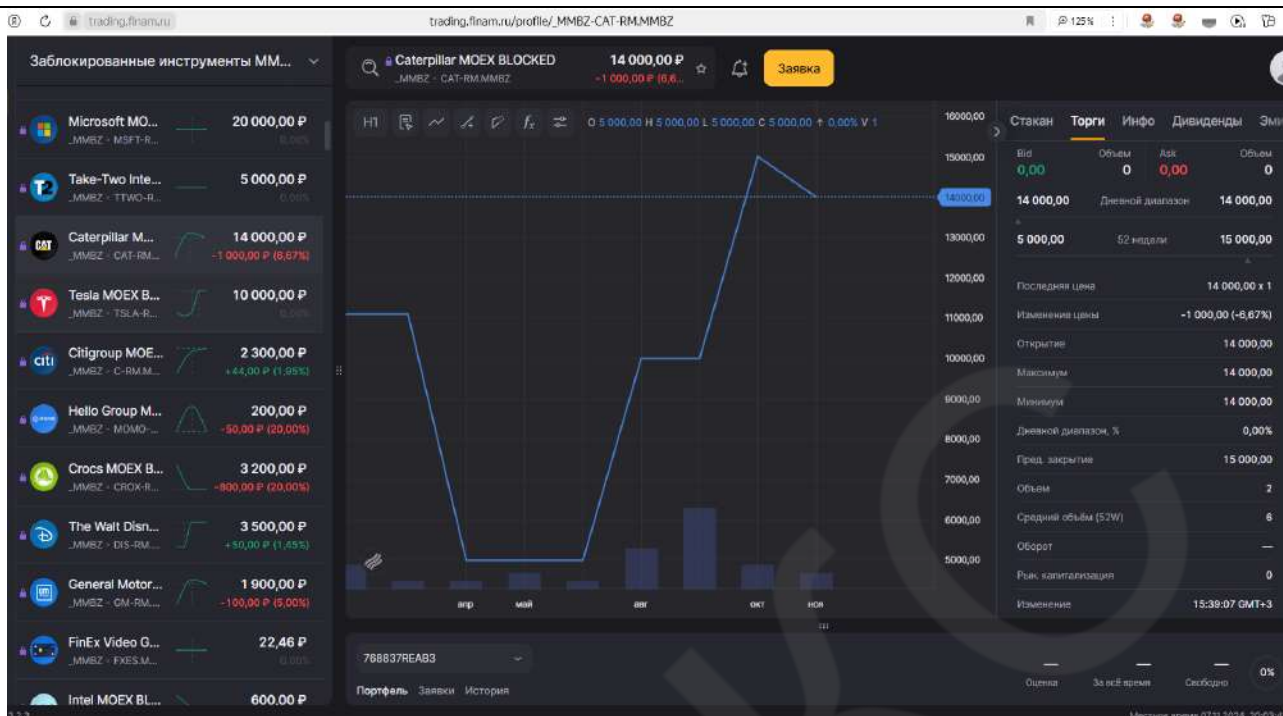 trading.finam.ru
trading.finam.ru/profile/_MMBZ-CAT-RM.MMBZ
125%
Заблокированные инструменты ММ...
Caterpillar MOEX BLOCKED
_MMBZ - CAT-RM.MMBZ
14 000,00 ₽
-1 000,00 ₽ (6,6...
Заявка
Microsoft MO...
20 000,00 ₽
_MMBZ - MSFT-R...
0,00%
Take-Two Inte...
5 000,00 ₽
_MMBZ - TTWO-R...
0,00%
Caterpillar M...
14 000,00 ₽
_MMBZ - CAT-RM...
-1 000,00 ₽ (6,67%)
Tesla MOEX B...
10 000,00 ₽
_MMBZ - TSLA-R...
0,00%
Citigroup MOE...
2 300,00 ₽
_MMBZ - C-RM.M...
+44,00 ₽ (1,95%)
Hello Group M...
200,00 ₽
_MMBZ - MOMO-...
-50,00 ₽ (20,00%)
Crocs MOEX B...
3 200,00 ₽
_MMBZ - CROX-R...
-800,00 ₽ (20,00%)
The Walt Disn...
3 500,00 ₽
_MMBZ - DIS-RM...
+50,00 ₽ (1,45%)
General Motor...
1 900,00 ₽
_MMBZ - GM-RM...
-100,00 ₽ (5,00%)
FinEx Video G...
22,46 ₽
_MMBZ - FXES.M...
0,00%
Intel MOEX BL...
600,00 ₽
H1
O 5 000,00 H 5 000,00 L 5 000,00 C 5 000,00 ↑ 0,00% V 1
16000,00
15000,00
14000,00
13000,00
12000,00
11000,00
10000,00
9000,00
8000,00
7000,00
6000,00
5000,00
апр май авг окт ноя
768837REAB3
Портфель Заявки История
Стакан Торги Инфо Дивиденды Эми
Bid Объем Ask Объем
0,00 0 0,00 0
14 000,00 Дневной диапазон 14 000,00
5 000,00 52 недели 15 000,00
Последняя цена 14 000,00 x 1
Изменение цены -1 000,00 (-6,67%)
Открытие 14 000,00
Максимум 14 000,00
Минимум 14 000,00
Дневной диапазон, % 0,00%
Пред. закрытие 15 000,00
Объем 2
Средний объём (52W) 6
Оборот —
Рын. капитализация 0
Изменение 15:39:07 GMT+3
— — — 0%
Оценка За всё время Свободно